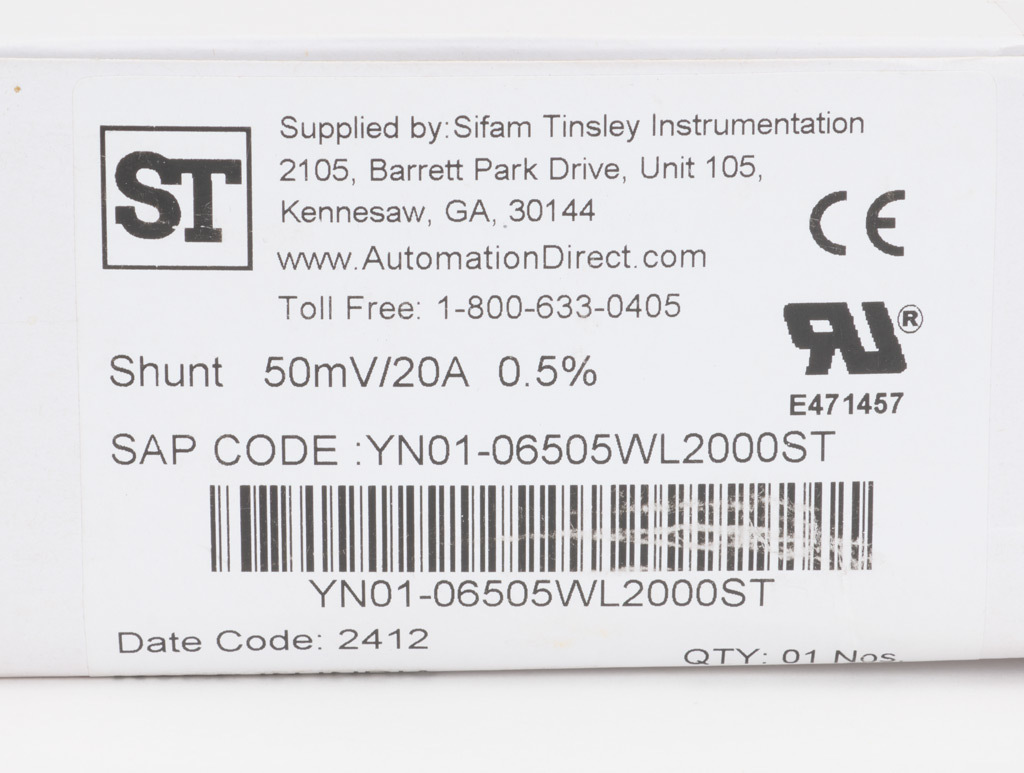 ST
Supplied by:Sifam Tinsley Instrumentation
2105, Barrett Park Drive, Unit 105,
Kennesaw, GA, 30144
www.AutomationDirect.com
Toll Free: 1-800-633-0405
CE
RU®
E471457
Shunt 50mV/20A 0.5%
SAP CODE :YN01-06505WL2000ST
YN01-06505WL2000ST
Date Code: 2412
QTY: 01 Nos.